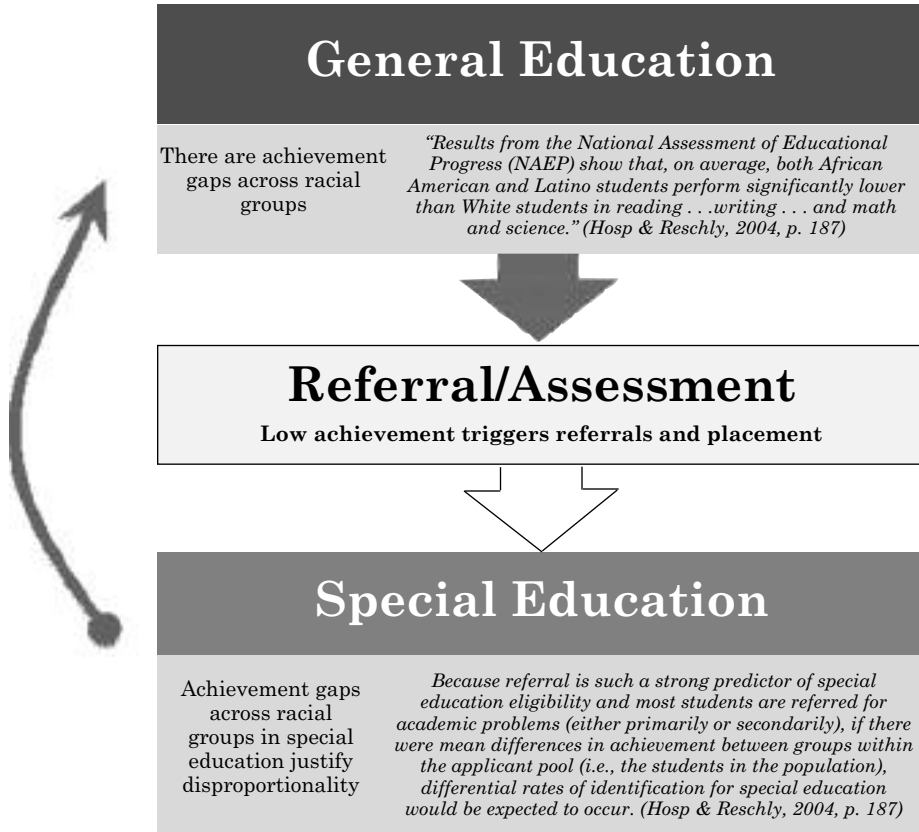 General Education
There are achievement
gaps across racial
groups
“Results from the National Assessment of Educational
Progress (NAEP) show that, on average, both African
American and Latino students perform significantly lower
than White students in reading . . .writing . . . and math
and science.” (Hosp & Reschly, 2004, p. 187)
Referral/Assessment
Low achievement triggers referrals and placement
Special Education
Achievement gaps
across racial
groups in special
education justify
disproportionality
Because referral is such a strong predictor of special
education eligibility and most students are referred for
academic problems (either primarily or secondarily), if there
were mean differences in achievement between groups within
the applicant pool (i.e., the students in the population),
differential rates of identification for special education
would be expected to occur. (Hosp & Reschly, 2004, p. 187)